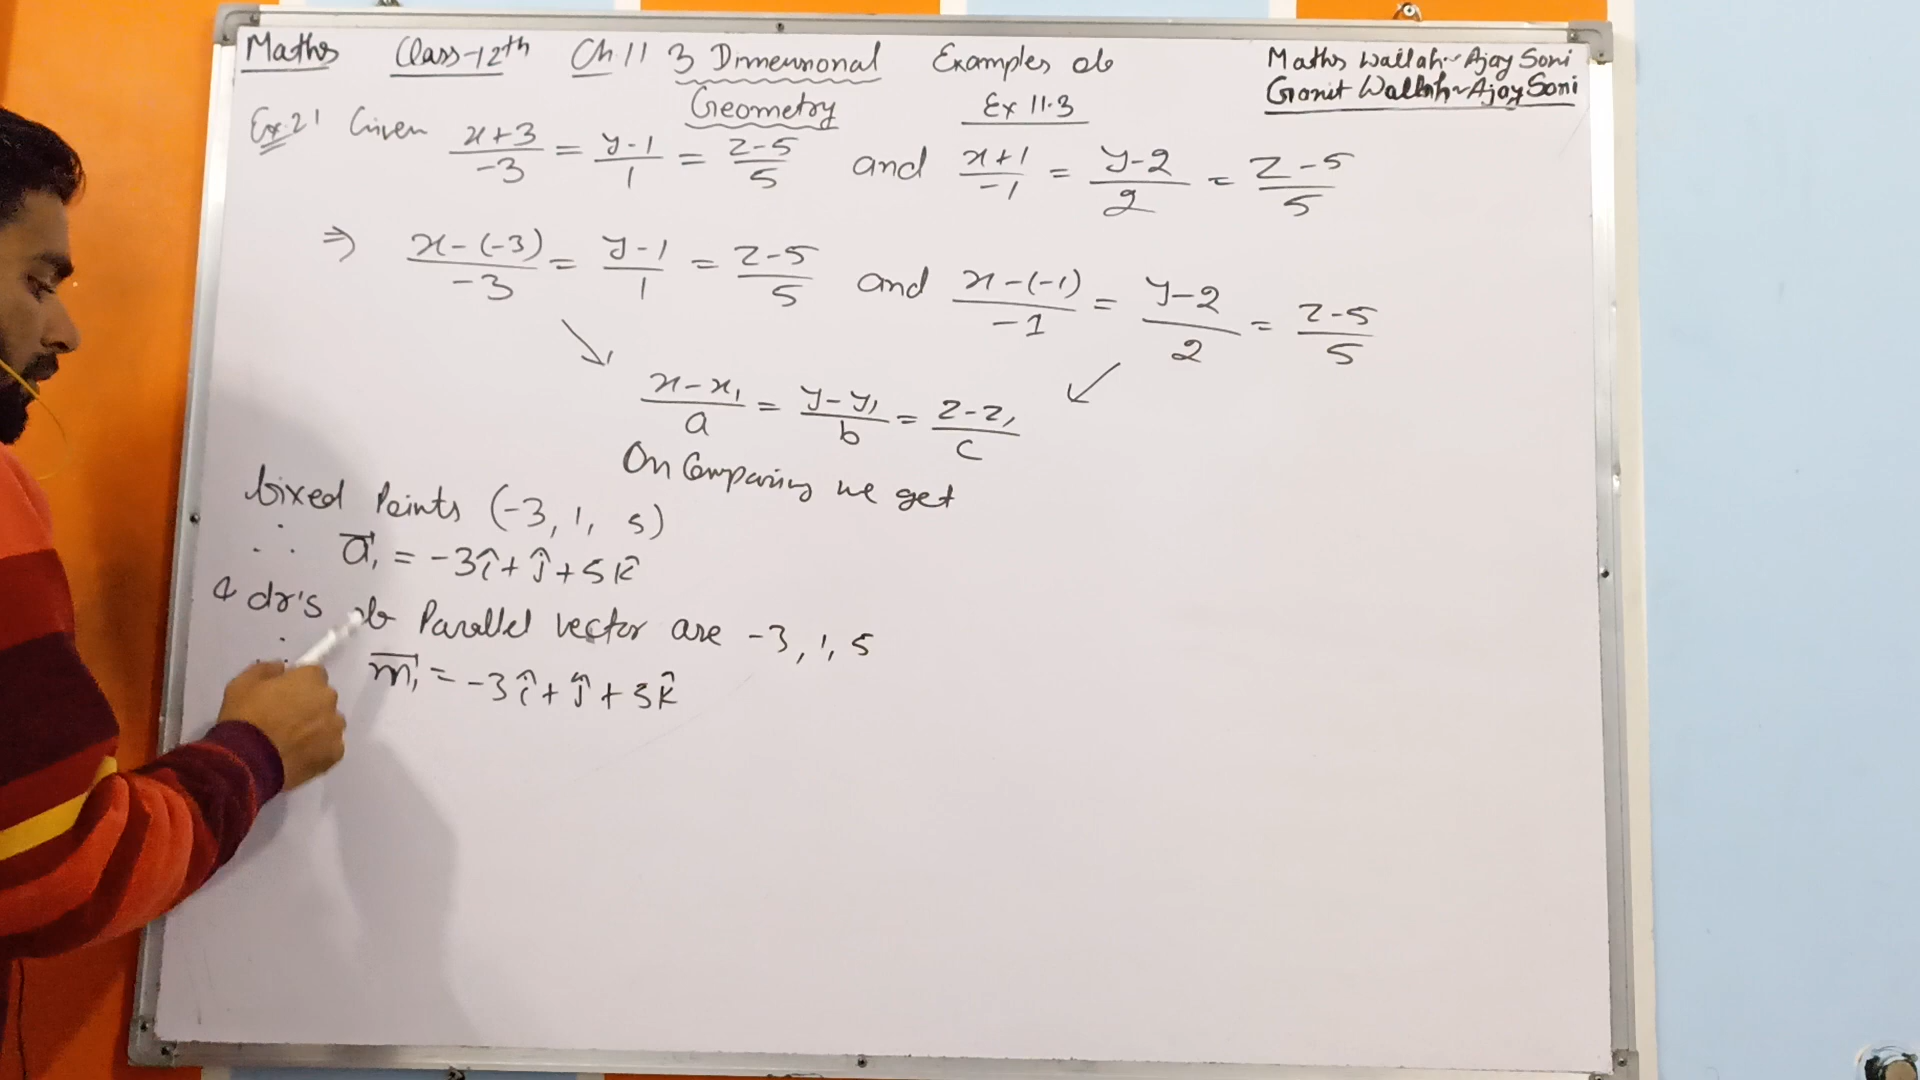 Maths Class-12th Ch 11 3 Dimensional Geometry Examples of Ex 11.3
Maths Wallah~Ajay Soni
Ganit Wallah~Ajay Soni
Ex 21 Given (x+3)/-3 = (y-1)/1 = (z-5)/5 and (x+1)/-1 = (y-2)/2 = (z-5)/5
⇒ (x-(-3))/-3 = (y-1)/1 = (z-5)/5 and (x-(-1))/-1 = (y-2)/2 = (z-5)/5
(x-x₁)/a = (y-y₁)/b = (z-z₁)/c
On Comparing we get
fixed Points (-3, 1, 5)
∴ a⃗₁ = -3î+ĵ+5k̂
& dr's of Parallel vector are -3, 1, 5
∴ m⃗₁ = -3î+ĵ+5k̂